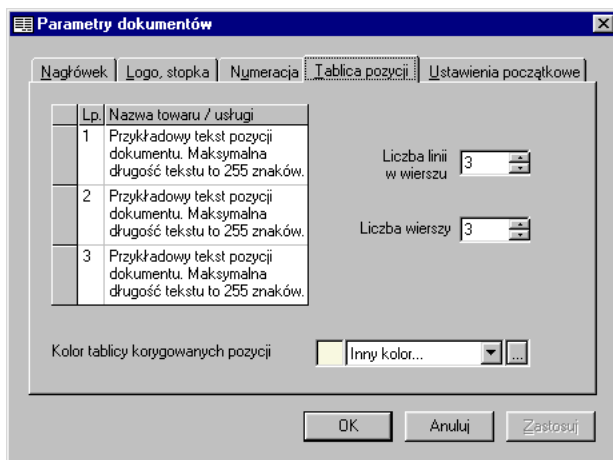 Parametry dokumentów
Nagłówek Logo, stopka Numeracja Tablica pozycji Ustawienia początkowe
Lp. Nazwa towaru / usługi
1 Przykładowy tekst pozycji
dokumentu. Maksymalna
długość tekstu to 255 znaków.
2 Przykładowy tekst pozycji
dokumentu. Maksymalna
długość tekstu to 255 znaków.
3 Przykładowy tekst pozycji
dokumentu. Maksymalna
długość tekstu to 255 znaków.
Liczba linii
w wierszu 3
Liczba wierszy 3
Kolor tablicy korygowanych pozycji Inny kolor... ...
OK Anuluj Zastosuj